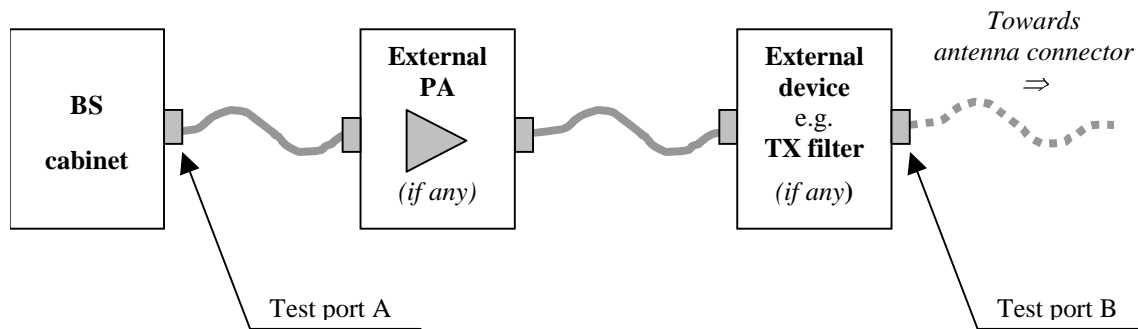 BS
cabinet
External
PA
(if any)
External
device
e.g.
TX filter
(if any)
Towards
antenna connector
⇒
Test port A
Test port B